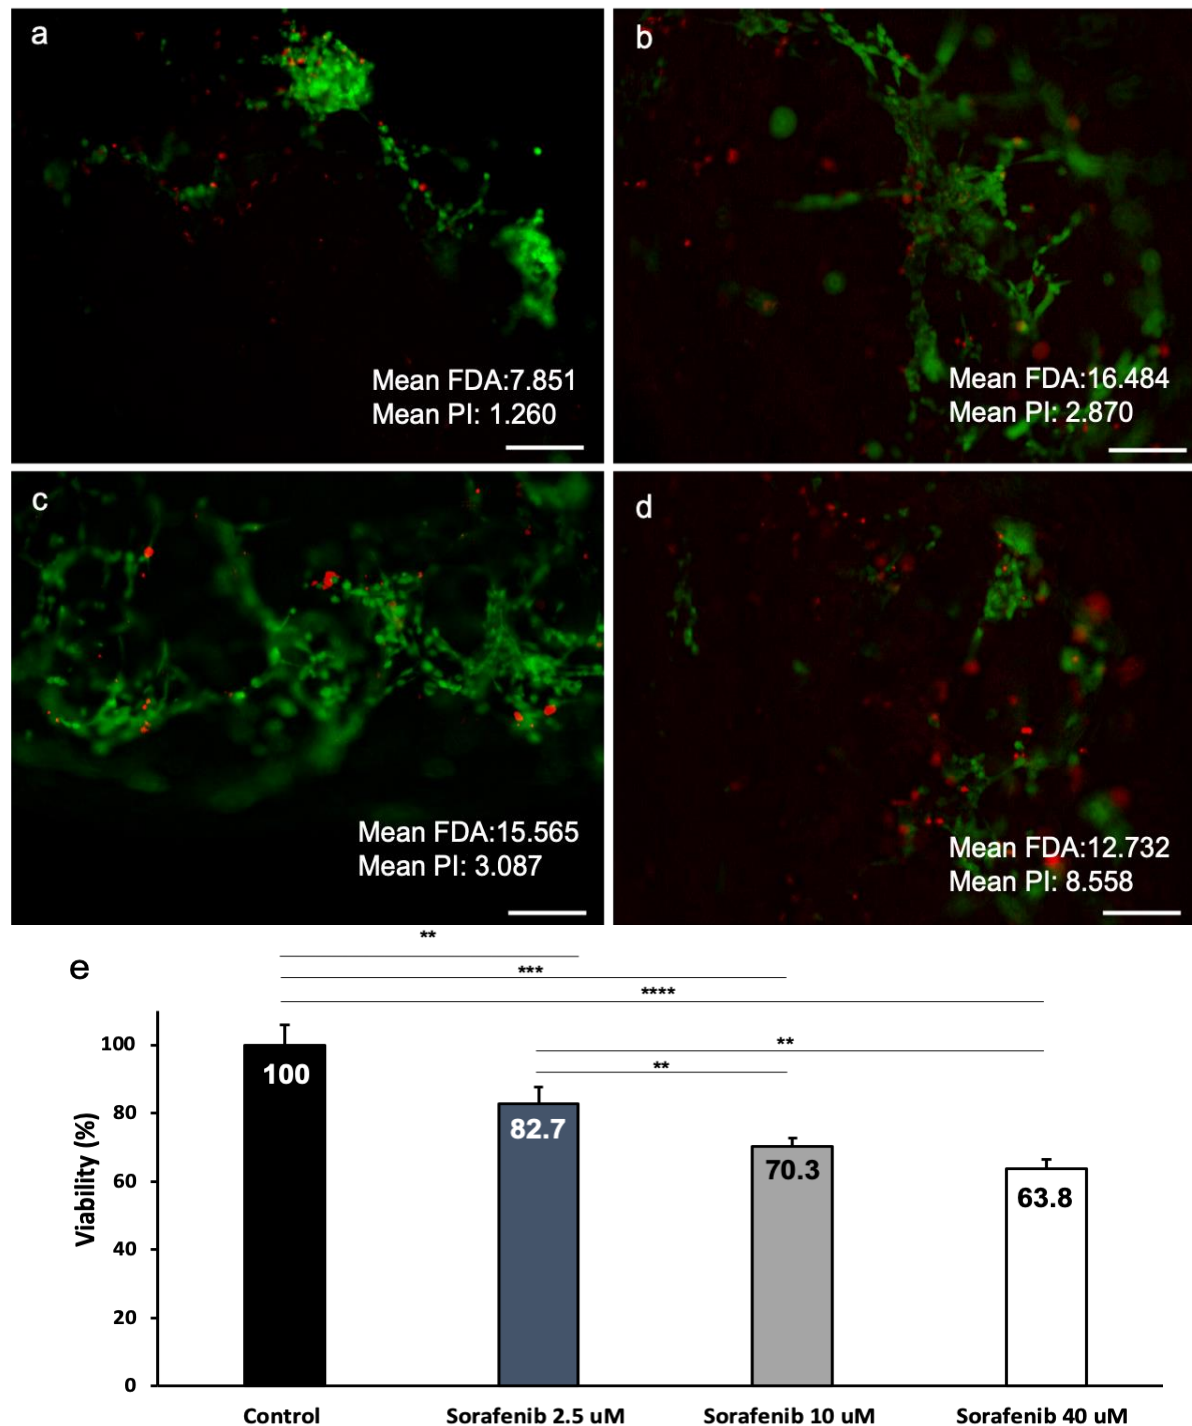 a
Mean FDA:7.851
Mean PI: 1.260
b
Mean FDA:16.484
Mean PI: 2.870
c
Mean FDA:15.565
Mean PI: 3.087
d
Mean FDA:12.732
Mean PI: 8.558
e
**
***
****
**
**
Viability (%)
100
80
60
40
20
0
100
82.7
70.3
63.8
Control
Sorafenib 2.5 uM
Sorafenib 10 uM
Sorafenib 40 uM